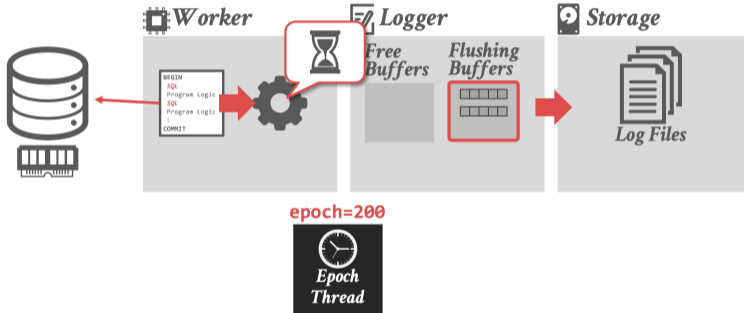 Worker
Logger
Storage
BEGIN
SQL
Program Logic
SQL
Program Logic
:
COMMIT
Free
Buffers
Flushing
Buffers
Log Files
epoch=200
Epoch
Thread